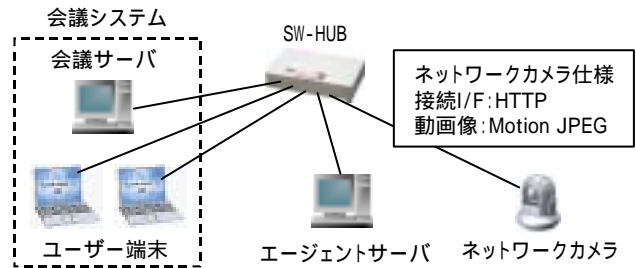 会議システム
会議サーバ
SW-HUB
ネットワークカメラ仕様
接続I/F:HTTP
動画像:Motion JPEG
ユーザー端末
エージェントサーバ
ネットワークカメラ